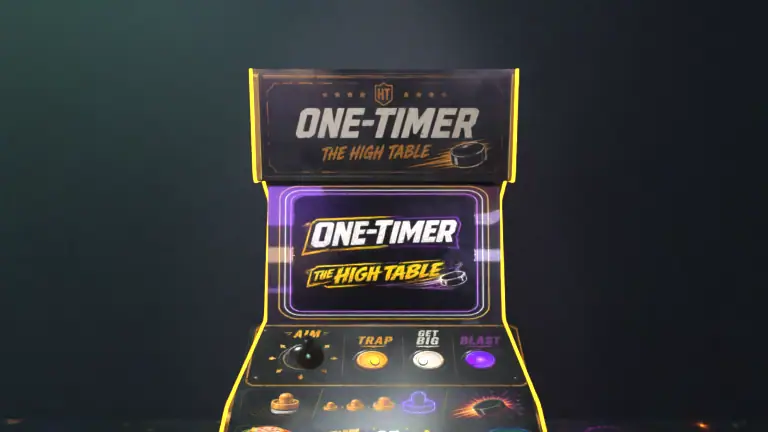 HT
ONE-TIMER
THE HIGH TABLE
ONE-TIMER
THE HIGH TABLE
AIM
TRAP
GET
BIG
BLAST